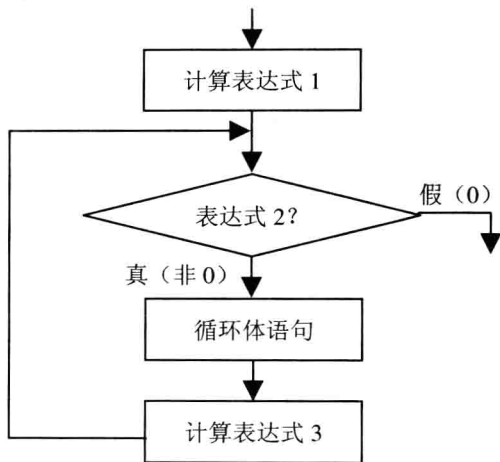 计算表达式 1
表达式 2?
假（0）
真（非 0）
循环体语句
计算表达式 3